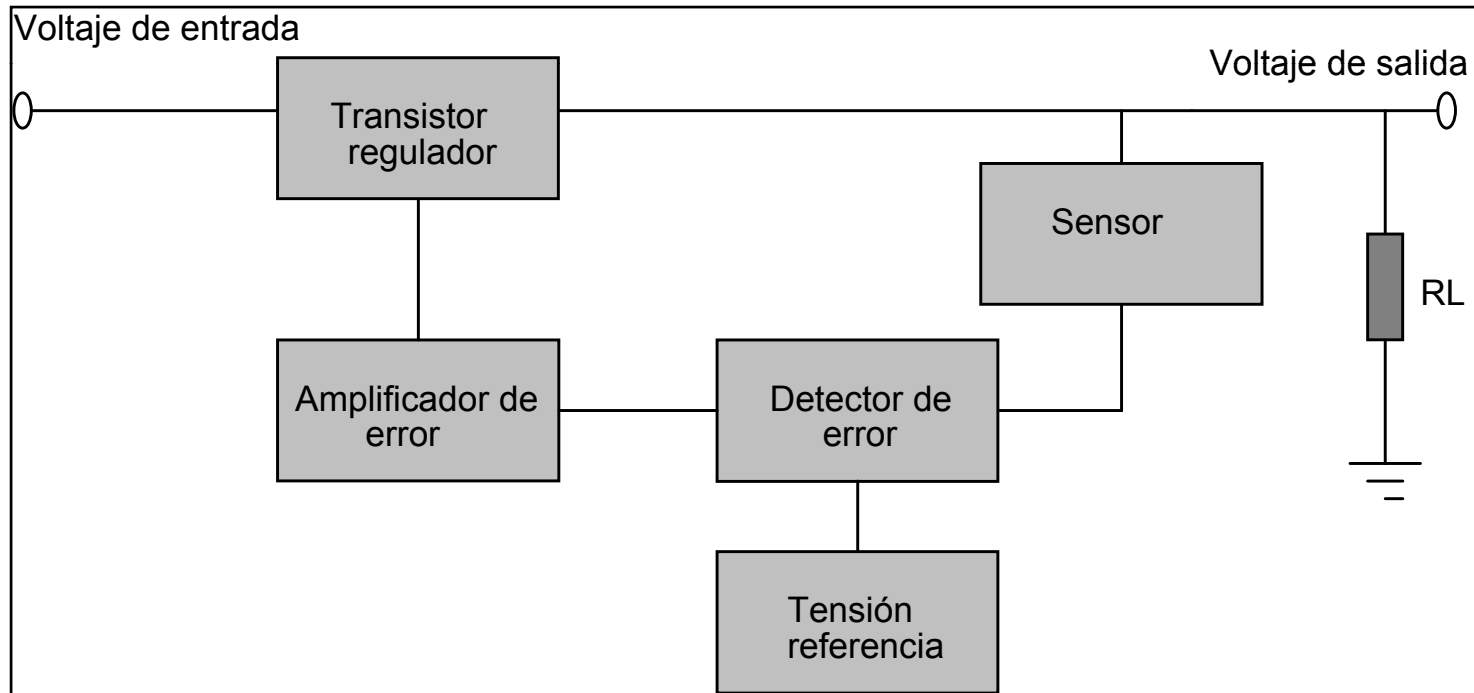 Voltaje de entrada
Voltaje de salida
Transistor
regulador
Sensor
RL
Amplificador de
error
Detector de
error
Tensión
referencia